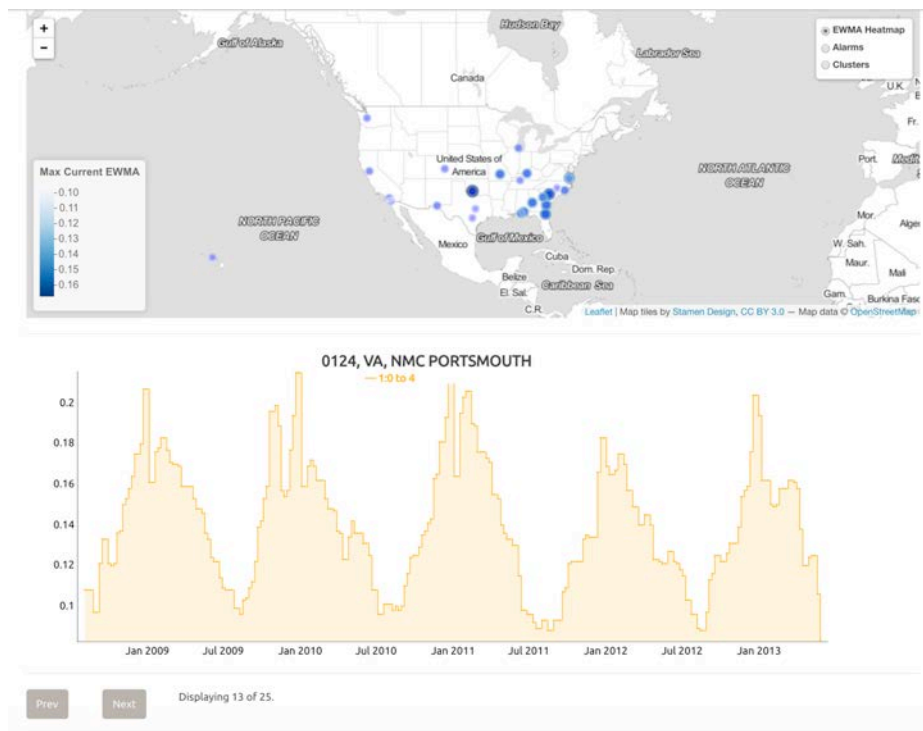 +
−
Hudson Bay
Gulf of Alaska
Labrador Sea
EWMA Heatmap
Alarms
Clusters
Canada
U.K.
Fr.
United States of America
Port.
NORTH ATLANTIC OCEAN
Max Current EWMA
0.10
0.11
0.12
0.13
0.14
0.15
0.16
NORTH PACIFIC OCEAN
Mexico
Gulf of Mexico
Cuba
Dom. Rep.
Belize
Caribbean Sea
El. Sal.
C.R.
Mor.
W. Sah.
Maur.
Mali
Gam.
Leaflet | Map tiles by Stamen Design, CC BY 3.0 — Map data © OpenStreetMap
0124, VA, NMC PORTSMOUTH
1:0 to 4
0.2
0.18
0.16
0.14
0.12
0.1
Jan 2009 Jul 2009 Jan 2010 Jul 2010 Jan 2011 Jul 2011 Jan 2012 Jul 2012 Jan 2013
Prev Next Displaying 13 of 25.